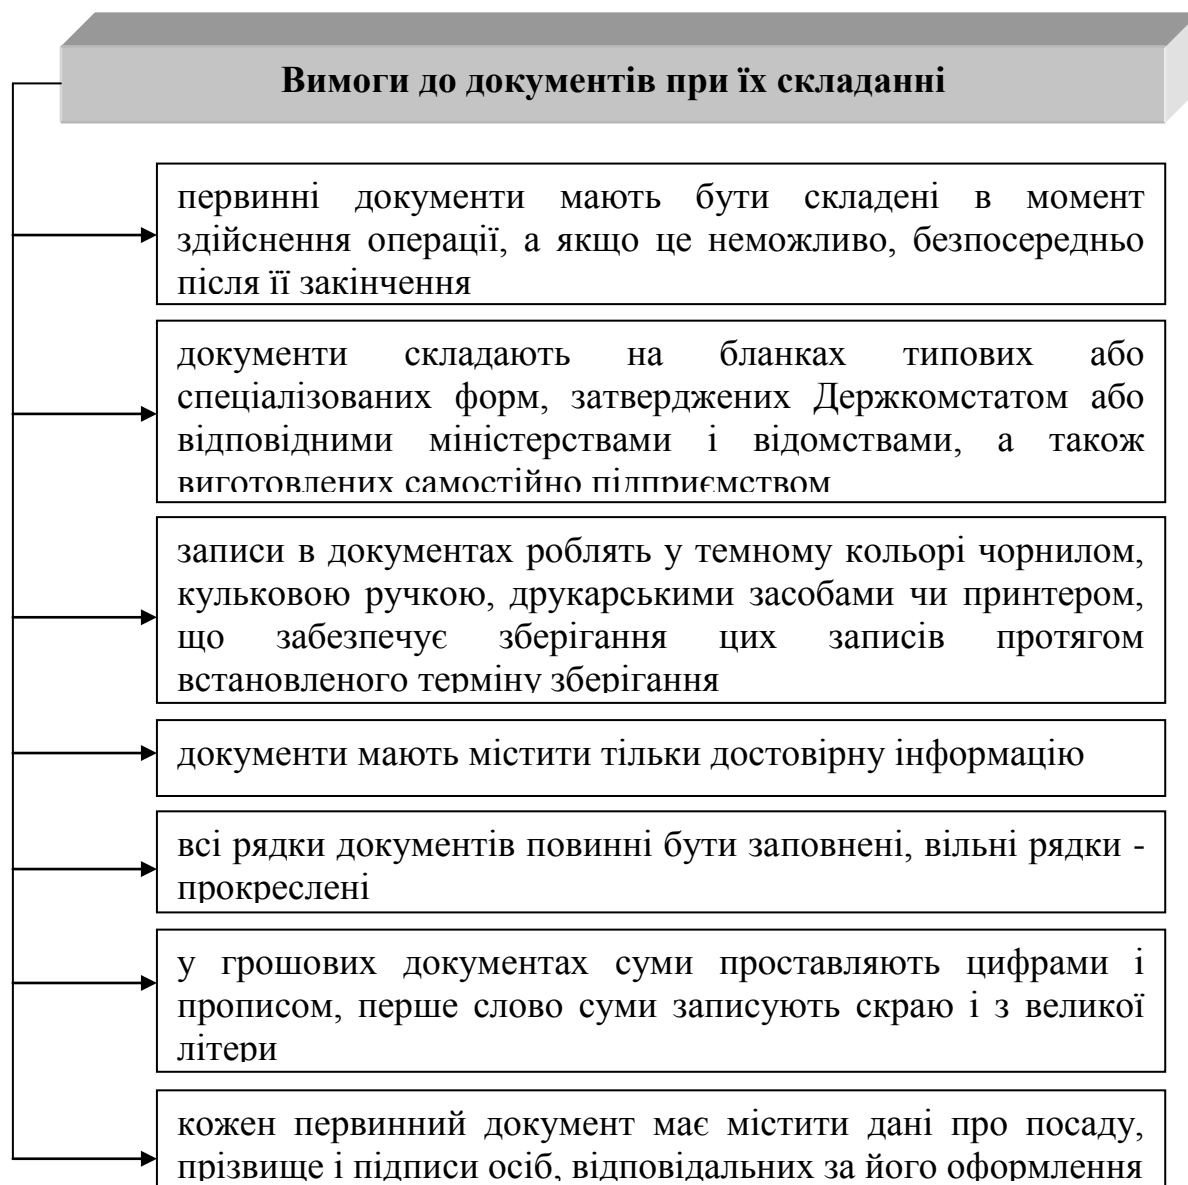 Вимоги до документів при їх складанні
первинні документи мають бути складені в момент
здійснення операції, а якщо це неможливо, безпосередньо
після її закінчення
документи складають на бланках типових або
спеціалізованих форм, затверджених Держкомстатом або
відповідними міністерствами і відомствами, а також
виготовлених самостійно підприємством
записи в документах роблять у темному кольорі чорнилом,
кульковою ручкою, друкарськими засобами чи принтером,
що забезпечує зберігання цих записів протягом
встановленого терміну зберігання
документи мають містити тільки достовірну інформацію
всі рядки документів повинні бути заповнені, вільні рядки -
прокреслені
у грошових документах суми проставляють цифрами і
прописом, перше слово суми записують скраю і з великої
літери
кожен первинний документ має містити дані про посаду,
прізвище і підписи осіб, відповідальних за його оформлення